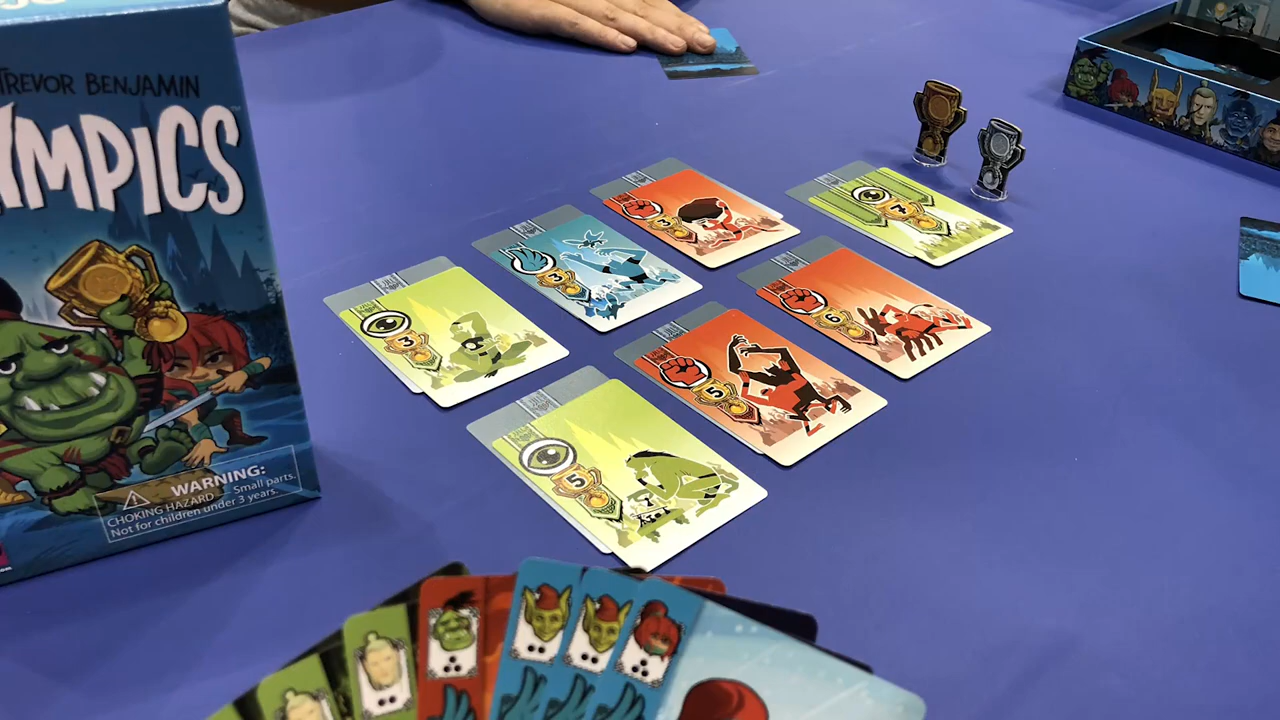 TREVOR BENJAMIN
YMPICS
WARNING:
CHOKING HAZARD — Small parts.
Not for children under 3 years.
3
3
3
7
6
5
5